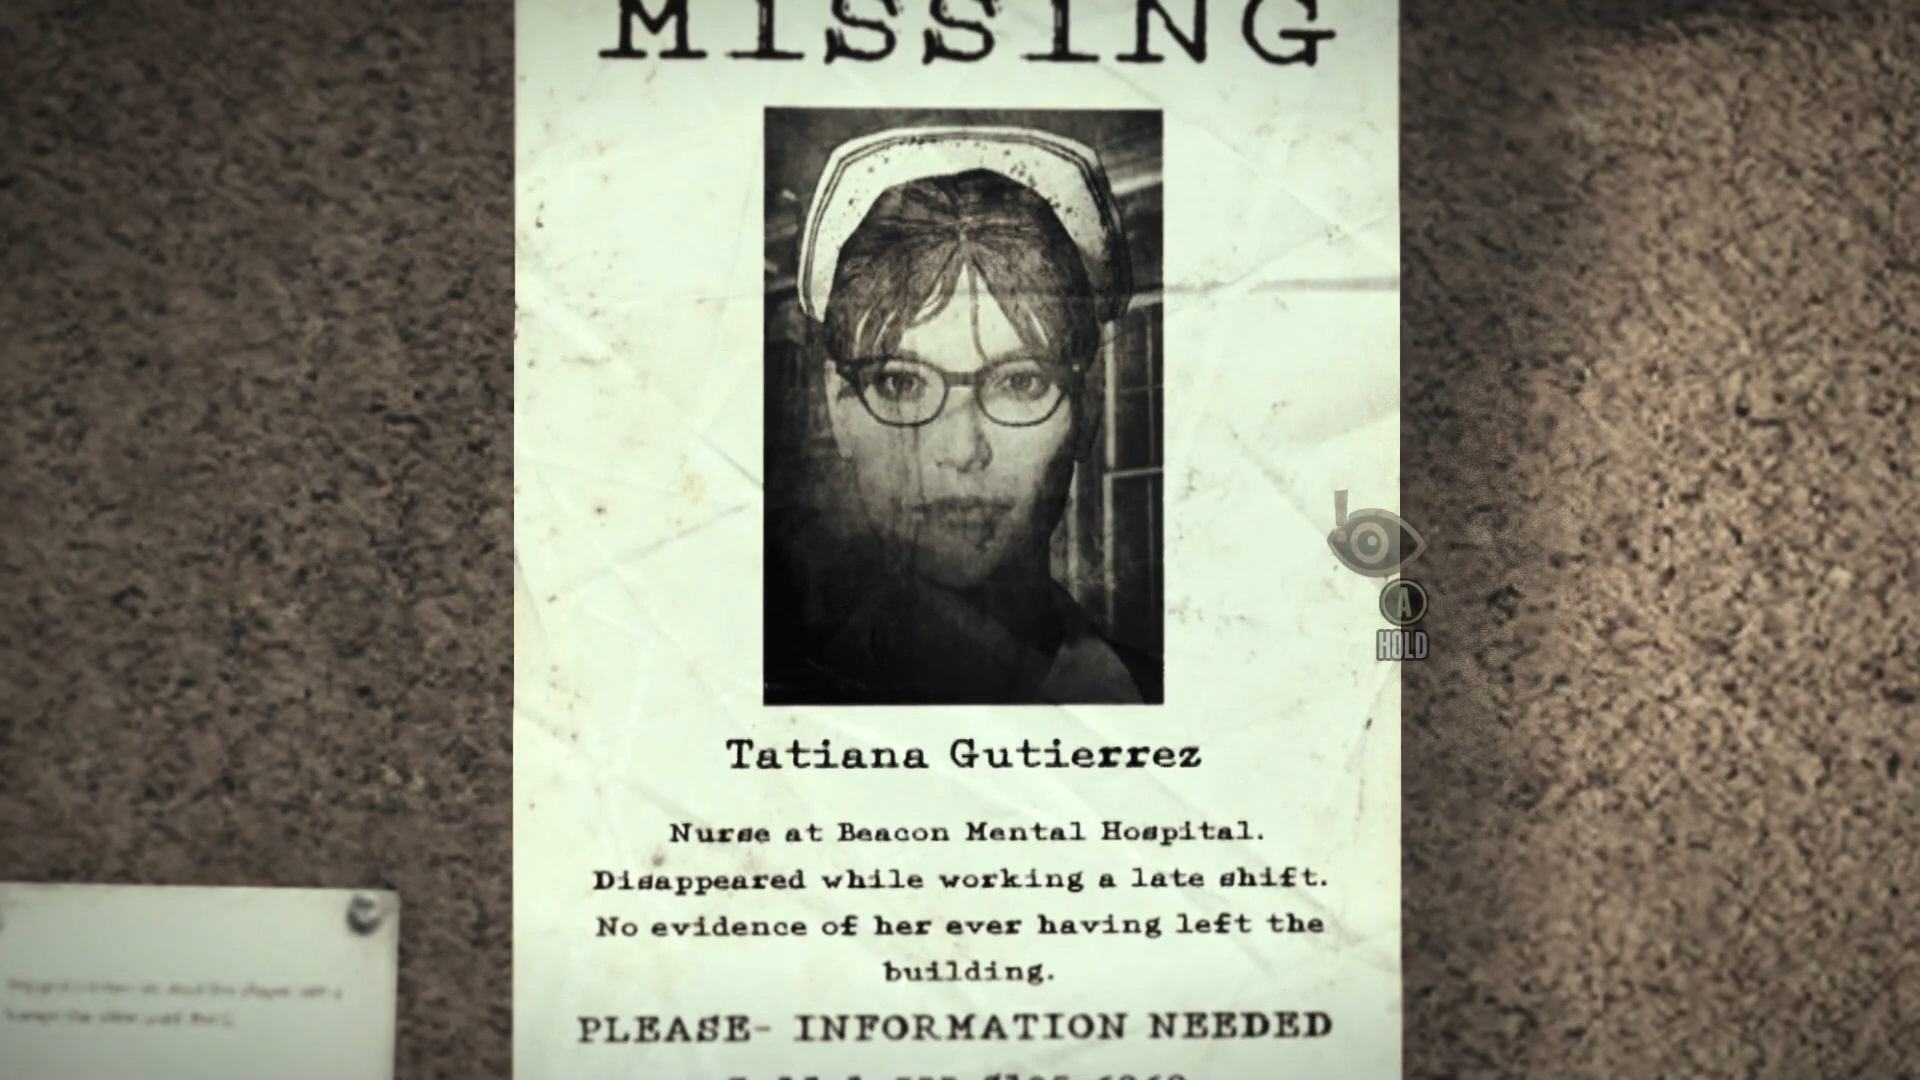 MISSING
Tatiana Gutierrez
Nurse at Beacon Mental Hospital.
Disappeared while working a late shift.
No evidence of her ever having left the
building.
PLEASE- INFORMATION NEEDED
A
HOLD